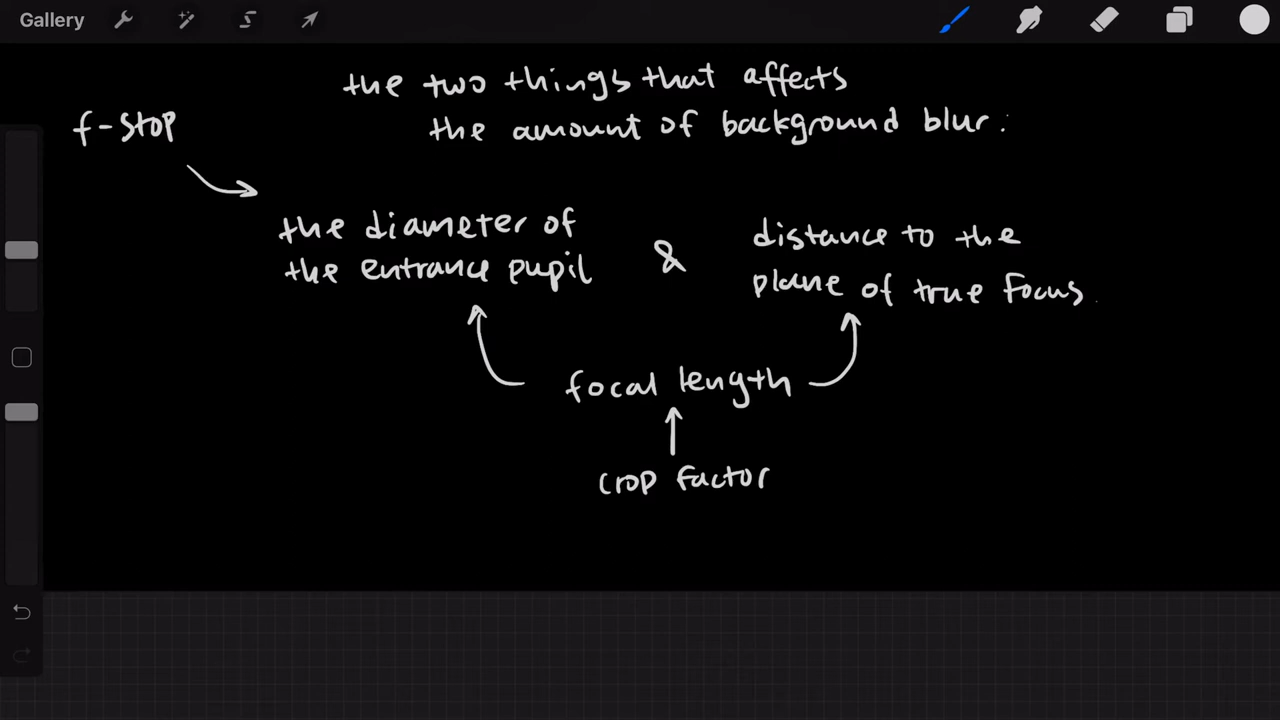 Gallery
the two things that affects
the amount of background blur.
f-stop
the diameter of
the entrance pupil
&
distance to the
plane of true focus.
focal length
crop factor